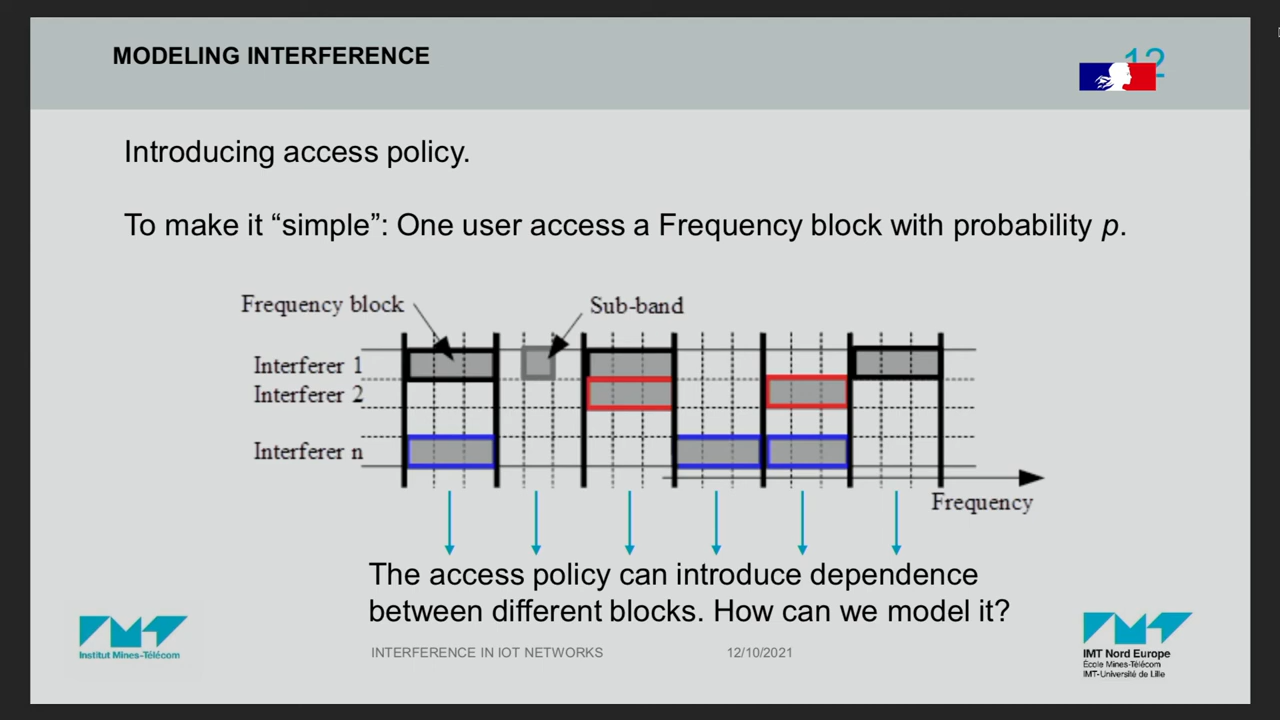 MODELING INTERFERENCE
12
Introducing access policy.
To make it “simple”: One user access a Frequency block with probability p.
Frequency block
Sub-band
Interferer 1
Interferer 2
Interferer n
Frequency
The access policy can introduce dependence
between different blocks. How can we model it?
INTERFERENCE IN IOT NETWORKS
12/10/2021
IMT
Institut Mines-Télécom
IMT
IMT Nord Europe
École Mines-Télécom
IMT-Université de Lille